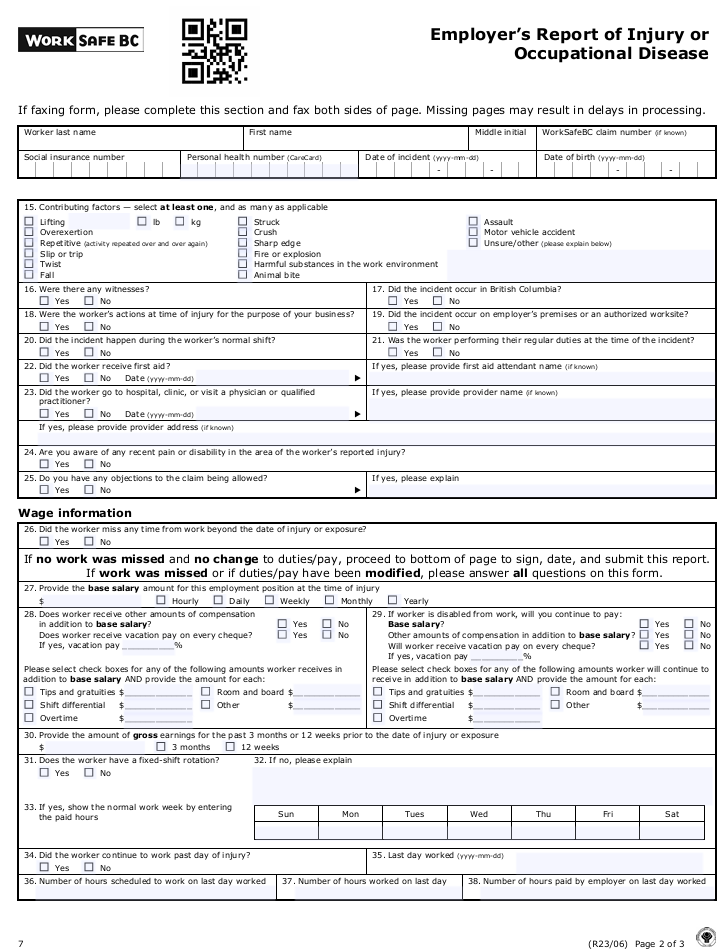 WORK SAFE BC
Employer's Report of Injury or
Occupational Disease
If faxing form, please complete this section and fax both sides of page. Missing pages may result in delays in processing.
Worker last name First name Middle initial WorkSafeBC claim number (if known)
Social insurance number Personal health number (CareCard) Date of incident (yyyy-mm-dd) Date of birth (yyyy-mm-dd)
- - - -
15. Contributing factors — select at least one, and as many as applicable
Lifting lb kg Struck Assault
Overexertion Crush Motor vehicle accident
Repetitive (activity repeated over and over again) Sharp edge Unsure/other (please explain below)
Slip or trip Fire or explosion
Twist Harmful substances in the work environment
Fall Animal bite
16. Were there any witnesses? 17. Did the incident occur in British Columbia?
Yes No Yes No
18. Were the worker's actions at time of injury for the purpose of your business? 19. Did the incident occur on employer's premises or an authorized worksite?
Yes No Yes No
20. Did the incident happen during the worker's normal shift? 21. Was the worker performing their regular duties at the time of the incident?
Yes No Yes No
22. Did the worker receive first aid? If yes, please provide first aid attendant name (if known)
Yes No Date (yyyy-mm-dd)
23. Did the worker go to hospital, clinic, or visit a physician or qualified If yes, please provide provider name (if known)
practitioner?
Yes No Date (yyyy-mm-dd)
If yes, please provide provider address (if known)
24. Are you aware of any recent pain or disability in the area of the worker's reported injury?
Yes No
25. Do you have any objections to the claim being allowed? If yes, please explain
Yes No
Wage information
26. Did the worker miss any time from work beyond the date of injury or exposure?
Yes No
If no work was missed and no change to duties/pay, proceed to bottom of page to sign, date, and submit this report.
If work was missed or if duties/pay have been modified, please answer all questions on this form.
27. Provide the base salary amount for this employment position at the time of injury
$ Hourly Daily Weekly Monthly Yearly
28. Does worker receive other amounts of compensation 29. If worker is disabled from work, will you continue to pay:
in addition to base salary? Yes No Base salary? Yes No
Does worker receive vacation pay on every cheque? Yes No Other amounts of compensation in addition to base salary? Yes No
If yes, vacation pay ___________% Will worker receive vacation pay on every cheque? Yes No
If yes, vacation pay ___________%
Please select check boxes for any of the following amounts worker receives in Please select check boxes for any of the following amounts worker will continue to
addition to base salary AND provide the amount for each: receive in addition to base salary AND provide the amount for each:
Tips and gratuities $______________ Room and board $______________ Tips and gratuities $______________ Room and board $______________
Shift differential $______________ Other $______________ Shift differential $______________ Other $______________
Overtime $______________ Overtime $______________
30. Provide the amount of gross earnings for the past 3 months or 12 weeks prior to the date of injury or exposure
$ 3 months 12 weeks
31. Does the worker have a fixed-shift rotation? 32. If no, please explain
Yes No
33. If yes, show the normal work week by entering
the paid hours
Sun Mon Tues Wed Thu Fri Sat
34. Did the worker continue to work past day of injury? 35. Last day worked (yyyy-mm-dd)
Yes No
36. Number of hours scheduled to work on last day worked 37. Number of hours worked on last day 38. Number of hours paid by employer on last day worked
7 (R23/06) Page 2 of 3